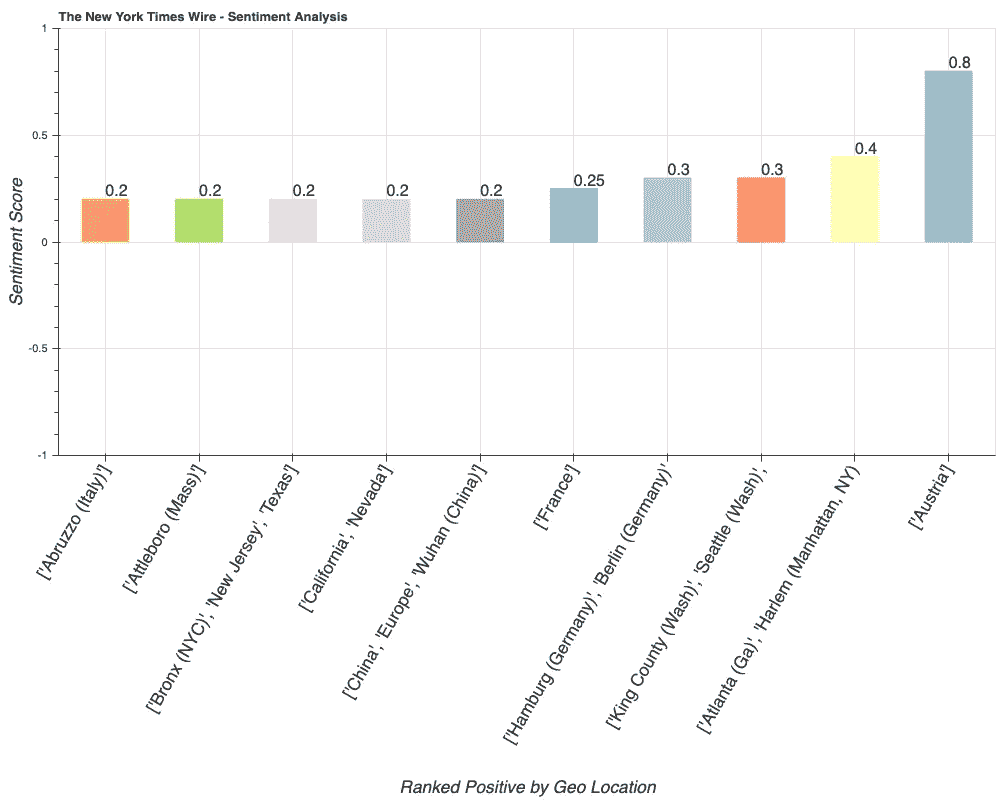 The New York Times Wire - Sentiment Analysis
1
0.5
0
-0.5
-1
Sentiment Score
0.2
0.2
0.2
0.2
0.2
0.25
0.3
0.3
0.4
0.8
['Abruzzo (Italy)']
['Attleboro (Mass)']
['Bronx (NYC)', 'New Jersey', 'Texas']
['California', 'Nevada']
['China', 'Europe', 'Wuhan (China)']
['France']
['Hamburg (Germany)', 'Berlin (Germany)'
['King County (Wash)', 'Seattle (Wash)',
['Atlanta (Ga)', 'Harlem (Manhattan, NY)
['Austria']
Ranked Positive by Geo Location